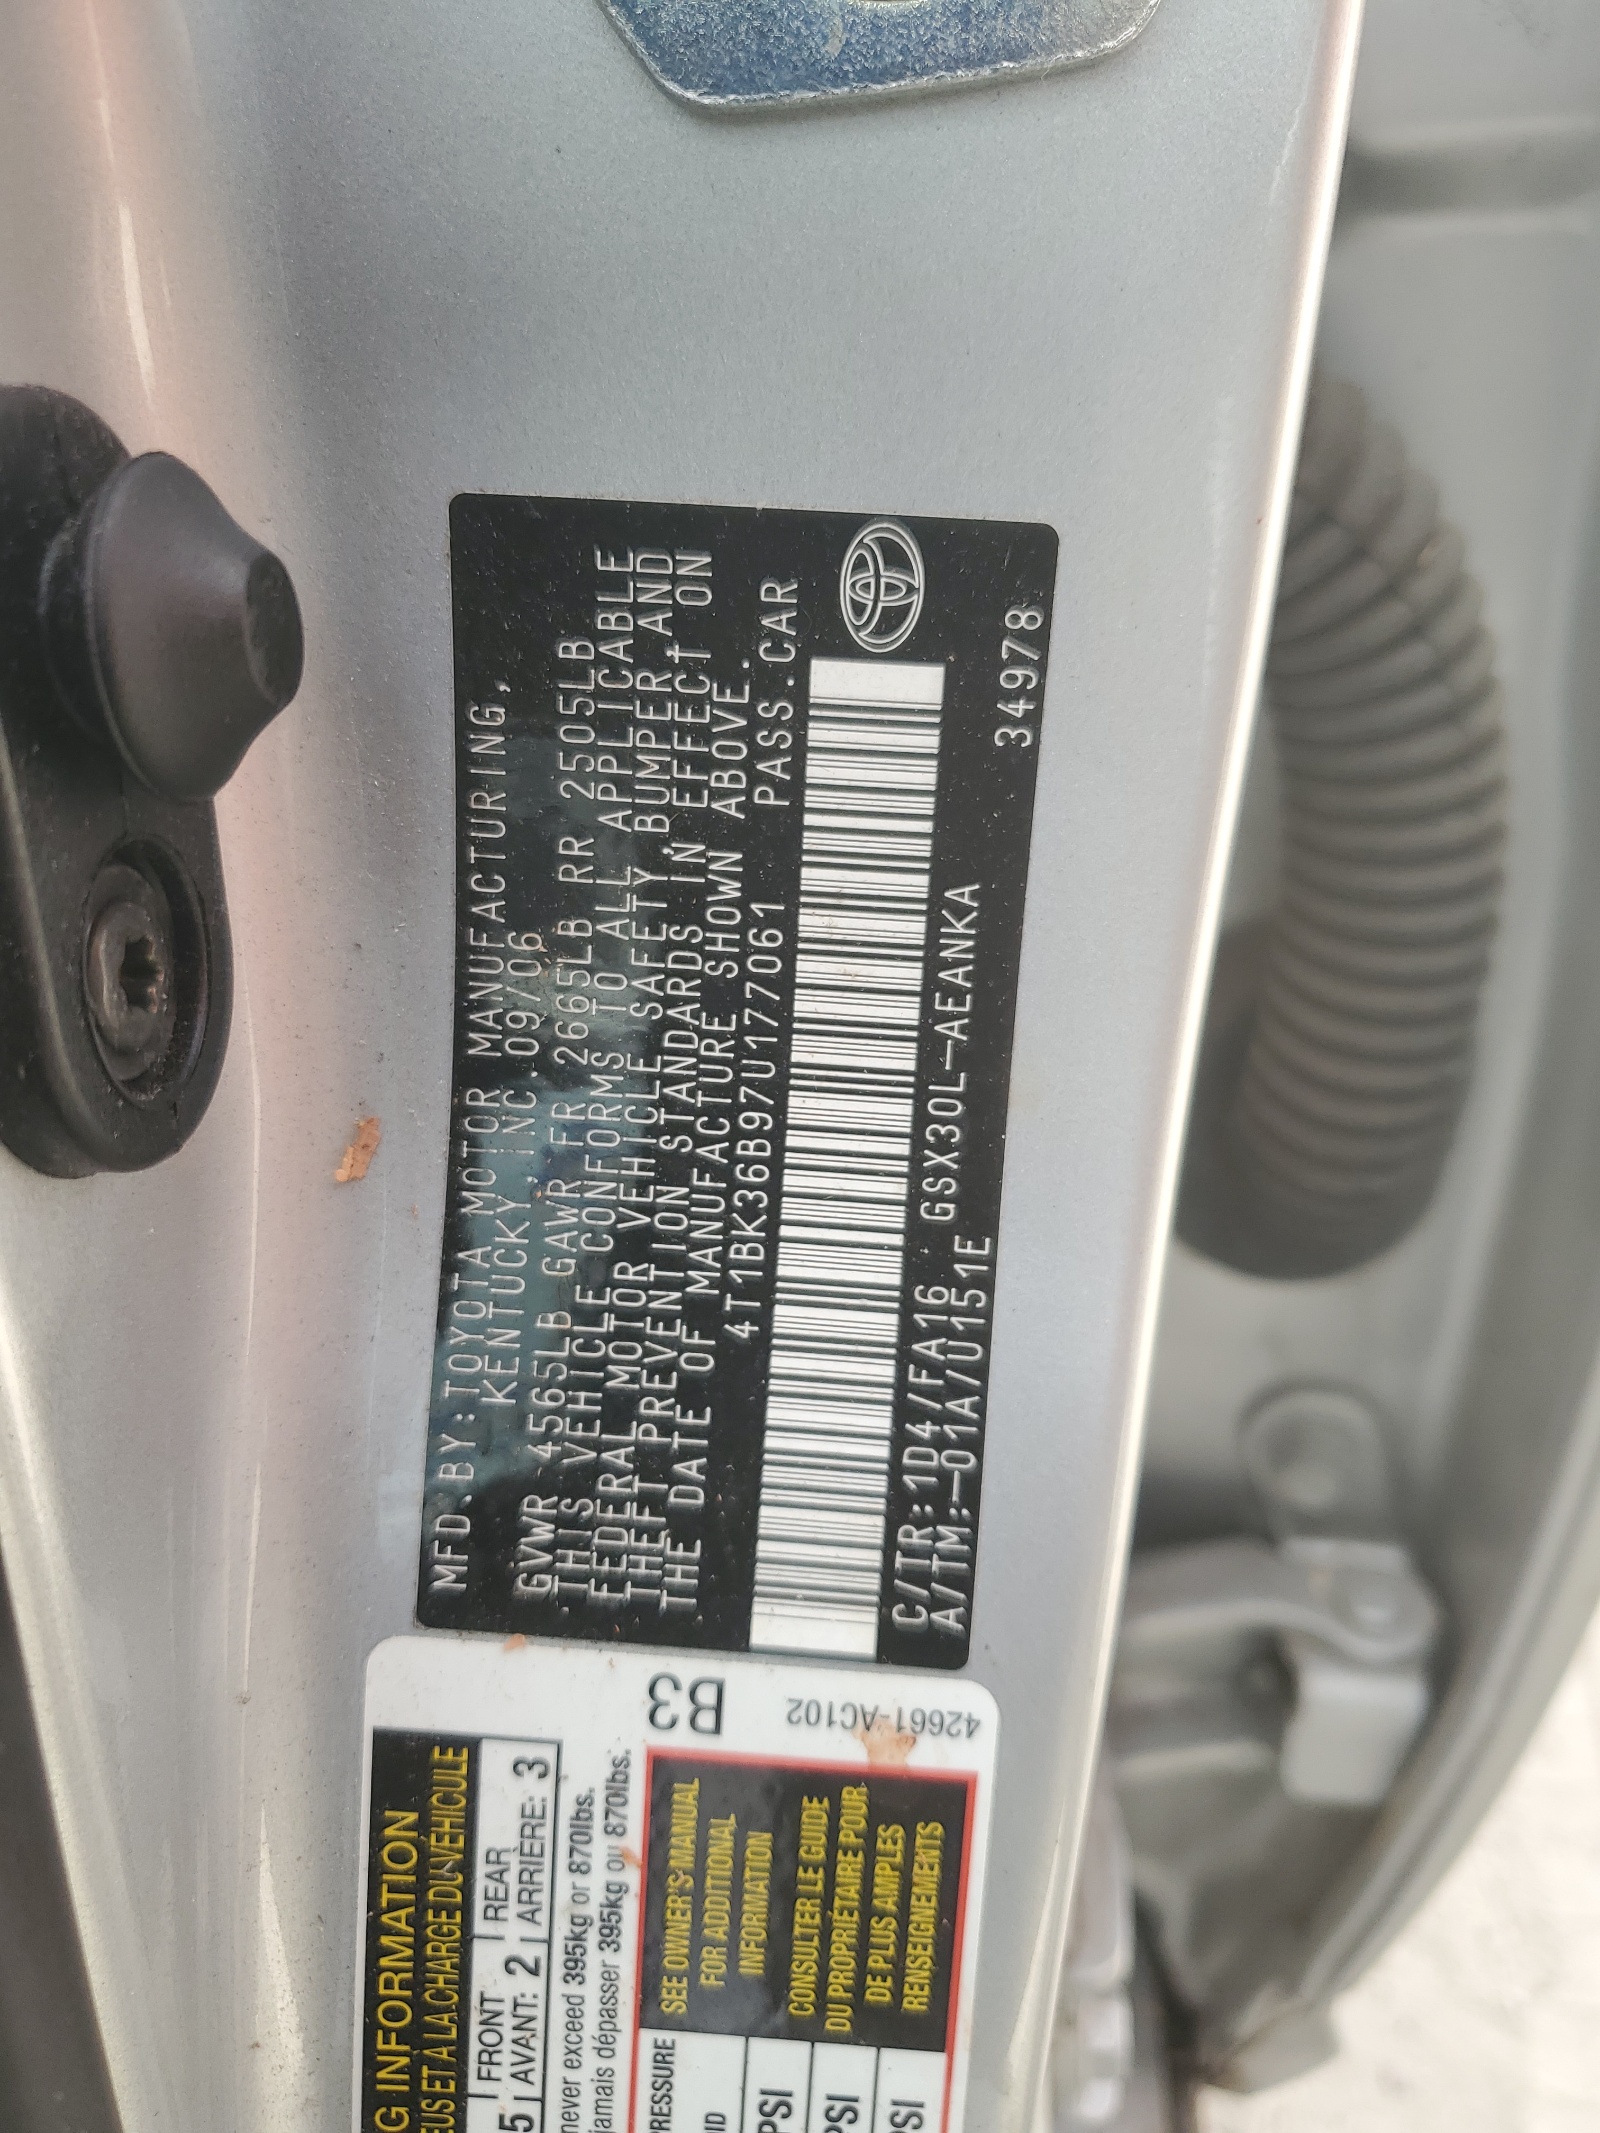 MFD.BY:TOYOTA MOTOR MANUFACTURING,
KENTUCKY,INC.09/06
GVWR 4565LB GAWR FR 2665LB RR 2505LB
THIS VEHICLE CONFORMS TO ALL APPLICABLE
FEDERAL MOTOR VEHICLE SAFETY, BUMPER, AND
THEFT PREVENTION STANDARDS IN EFFECT ON
THE DATE OF MANUFACTURE SHOWN ABOVE.
4T1BK36B97U177061 PASS.CAR
C/TR:1D4/FA16 GSX30L-AEANKA
A/TM:-01A/U151E 34978
B3
42661-AC102
G INFORMATION
EUS ET À LA CHARGE DU VÉHICULE
5 FRONT REAR
AVANT: 2 ARRIÈRE: 3
never exceed 395kg or 870lbs.
jamais dépasser 395kg ou 870lbs.
RESSURE
ID
PSI
PSI
PSI
SEE OWNER'S MANUAL
FOR ADDITIONAL
INFORMATION
CONSULTER LE GUIDE
DU PROPRIÉTAIRE POUR
DE PLUS AMPLES
RENSEIGNEMENTS